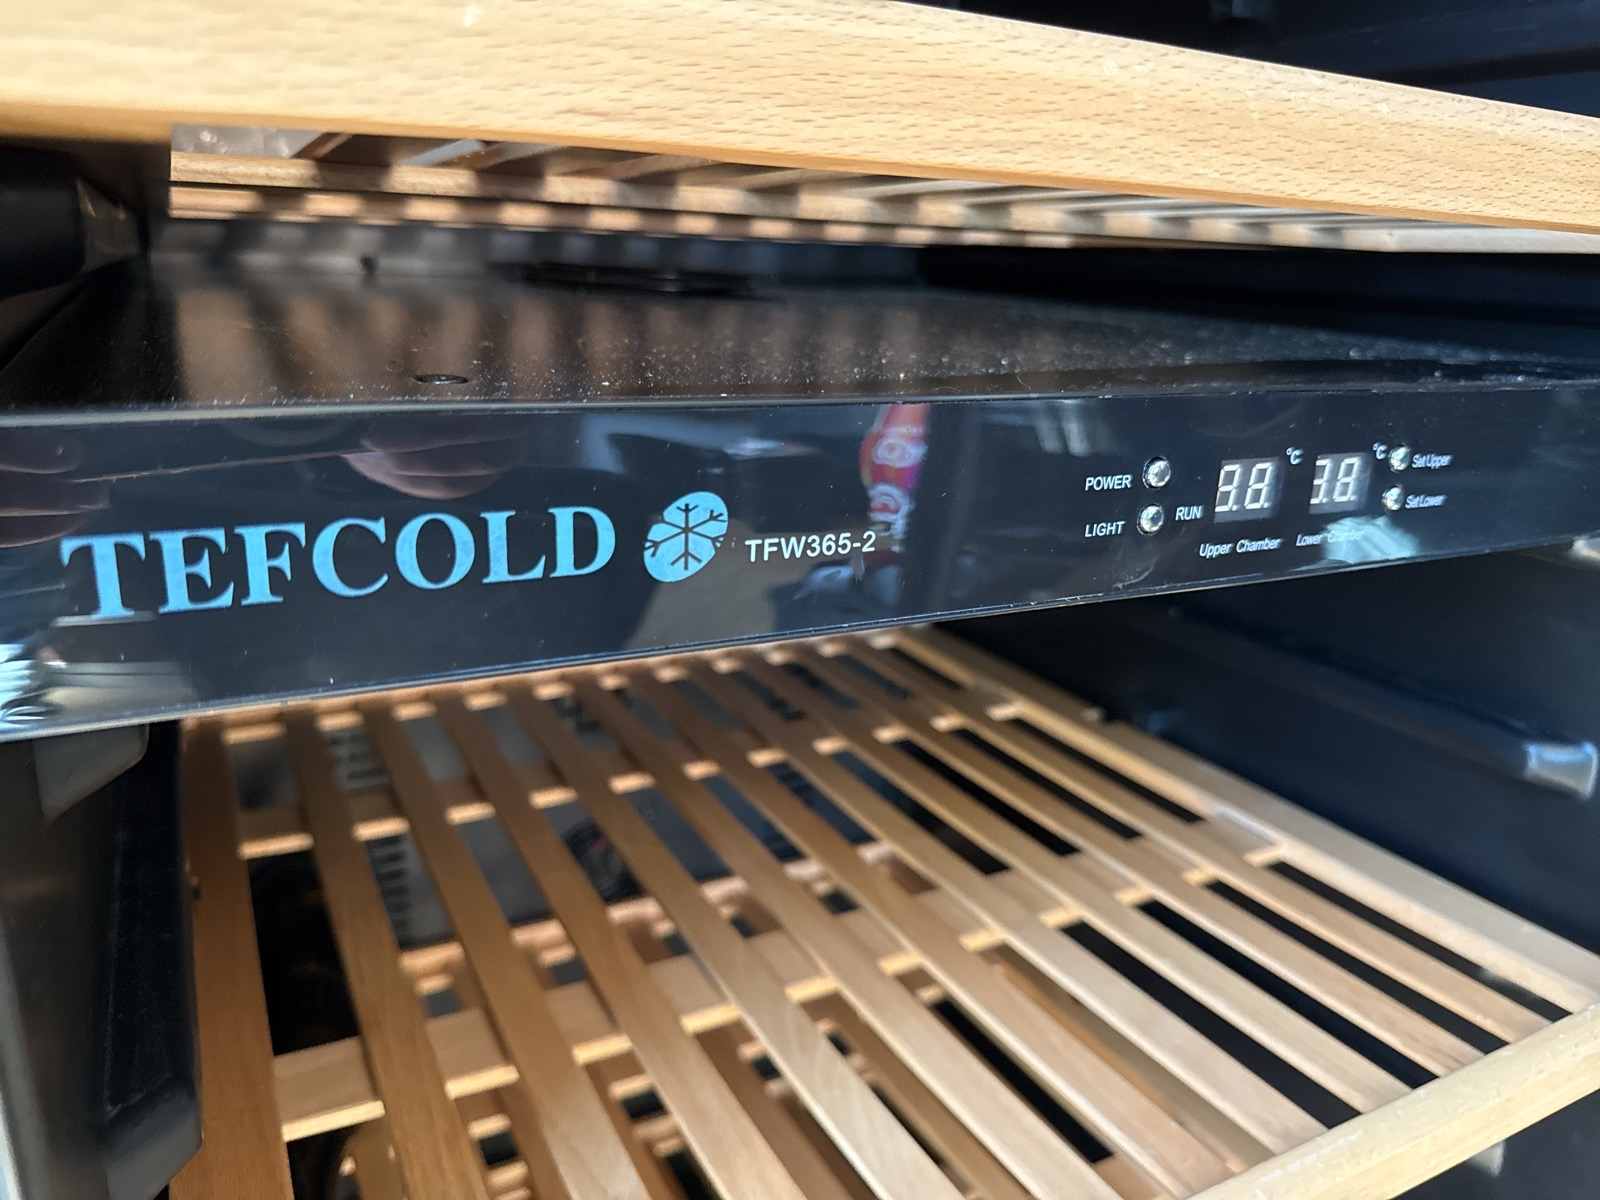 TEFCOLD
TFW365-2
POWER
LIGHT
RUN
°C
°C
Upper Chamber
Lower Chamber
Set Upper
Set Lower